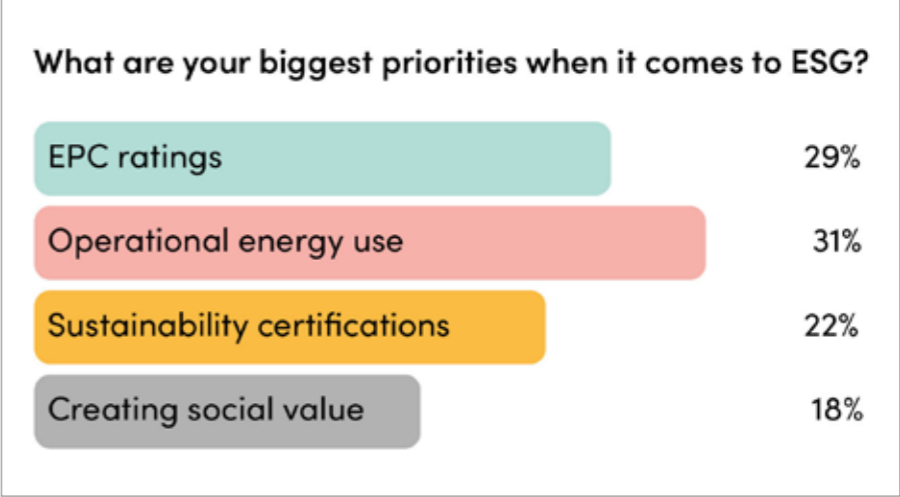 What are your biggest priorities when it comes to ESG?
EPC ratings 29%
Operational energy use 31%
Sustainability certifications 22%
Creating social value 18%